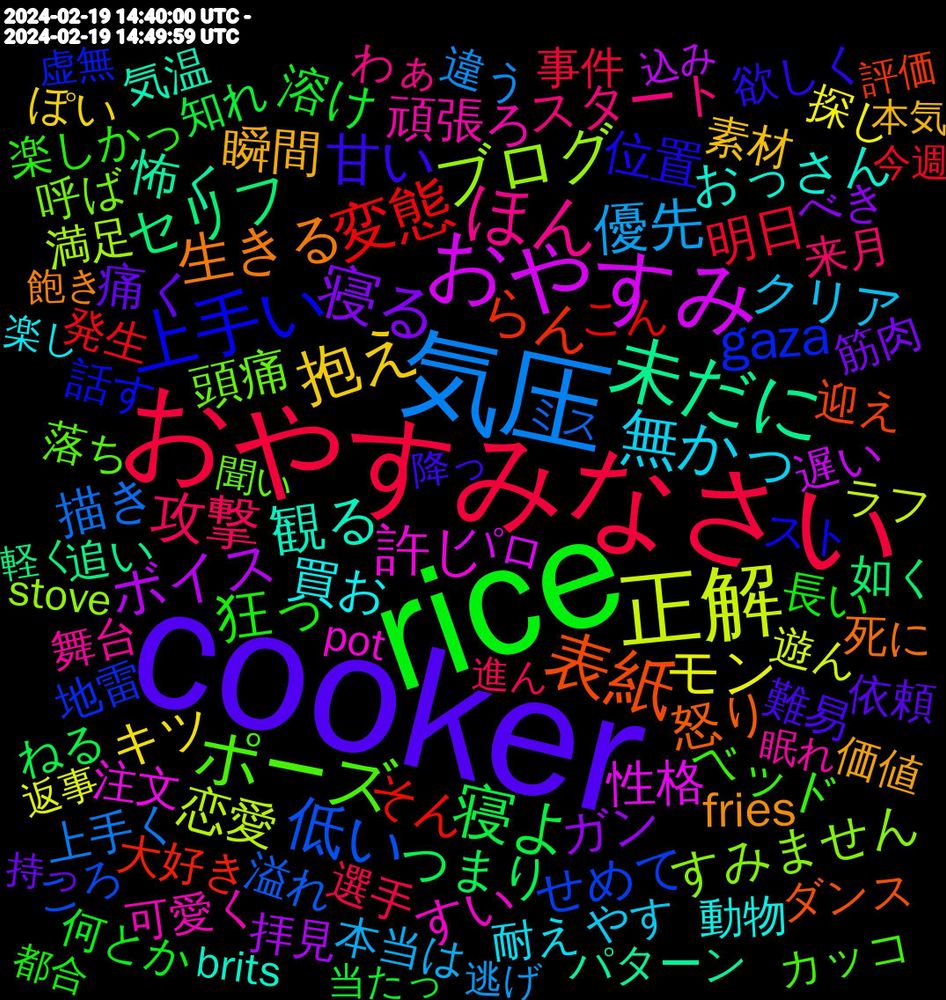 2024-02-19 14:40:00 UTC -
2024-02-19 14:49:59 UTC
虚無
気温
知れ
溶け
わぁ
頑張ろ
スタート
違う
事件
込み
欲しく
評価
ぽい
瞬間
甘い
ブログ
位置
素材
探し
本気
楽しかっ
怖く
セリフ
ほん
おっさん
今週
呼ば
満足
生きる
変態
優先
明日
べき
来月
飽き
痛く
寝る
おやすみ
クリア
筋肉
楽し
発生
上手い
抱え
らん
こん
gaza
話す
頭痛
気圧
ミス
未だに
迎え
落ち
聞い
おやすみなさい
降っ
無かっ
遅い
描き
攻撃
観る
許し
パロ
ラフ
スト
軽く
追い
ボイス
買お
rice
正解
如く
長い
stove
狂っ
cooker
舞台
pot
表紙
モン
遊ん
死に
地雷
進ん
怒り
難易
依頼
ねる
キツ
ポーズ
眠れ
価値
返事
注文
恋愛
低い
寝よ
性格
ベッド
fries
上手く
そん
ガン
すみません
持っ
ころ
大好き
溢れ
つまり
せめて
ダンス
可愛く
選手
すい
何とか
拝見
本当は
耐え
やす
動物
都合
brits
当たっ
逃げ
パターン
カッコ